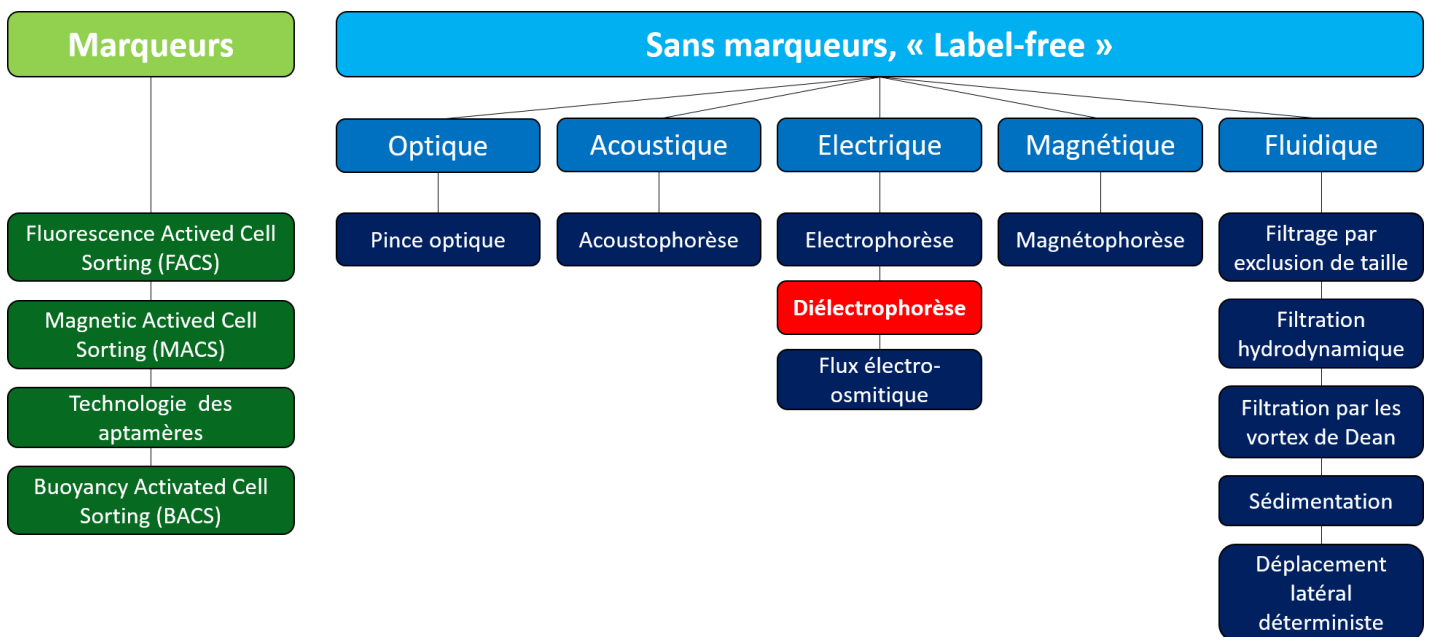 Marqueurs
Sans marqueurs, « Label-free »
Optique
Acoustique
Electrique
Magnétique
Fluidique
Fluorescence Actived Cell
Sorting (FACS)
Magnetic Actived Cell
Sorting (MACS)
Technologie des
aptamères
Buoyancy Activated Cell
Sorting (BACS)
Pince optique
Acoustophorèse
Electrophorèse
Diélectrophorèse
Flux électro-
osmitique
Magnétophorèse
Filtrage par
exclusion de taille
Filtration
hydrodynamique
Filtration par les
vortex de Dean
Sédimentation
Déplacement
latéral
déterministe